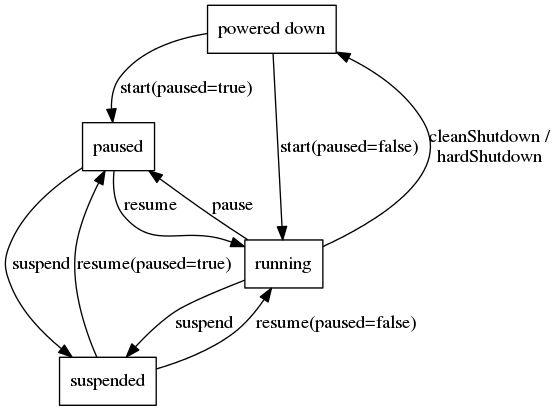 powered down
start(paused=true)
cleanShutdown /
start(paused=false)
hardShutdown
paused
resume
pause
suspend
resume(paused=true)
running
suspend
resume(paused=false)
suspended